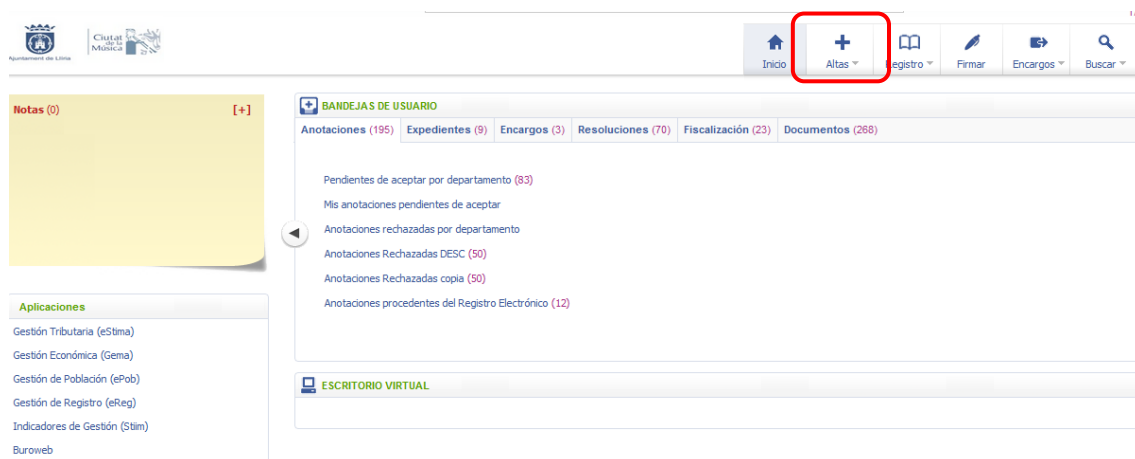 Ajuntament de Llíria
Ciutat
de la
Música
Inicio
Altas
Registro
Firmar
Encargos
Buscar
Notas (0) [+]
BANDEJAS DE USUARIO
Anotaciones (195) Expedientes (9) Encargos (3) Resoluciones (70) Fiscalización (23) Documentos (268)
Pendientes de aceptar por departamento (83)
Mis anotaciones pendientes de aceptar
Anotaciones rechazadas por departamento
Anotaciones Rechazadas DESC (50)
Anotaciones Rechazadas copia (50)
Anotaciones procedentes del Registro Electrónico (12)
Aplicaciones
Gestión Tributaria (eStima)
Gestión Económica (Gema)
Gestión de Población (ePob)
Gestión de Registro (eReg)
Indicadores de Gestión (Stiim)
Buroweb
ESCRITORIO VIRTUAL